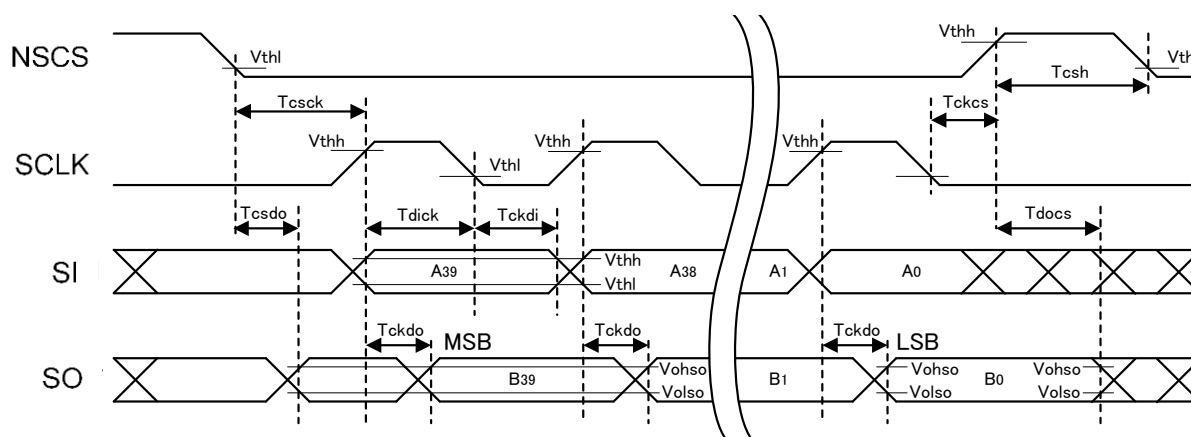 NSCS Vthl Vthh Tcsh Vth
Tcsck Tckcs
SCLK Vthh Vthl Vthh Vthh
Tcsdo Tdick Tckdi Tdocs
SI A39 Vthh A38 A1 A0
Vthl
Tckdo MSB Tckdo Tckdo LSB
SO B39 Vohso B1 Vohso B0 Vohso
Volso Volso Volso